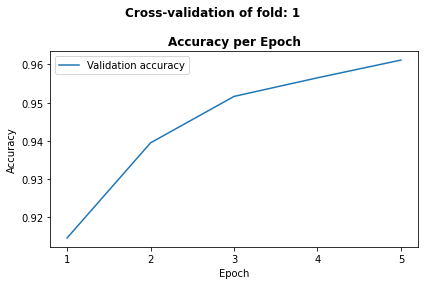 Cross-validation of fold: 1
Accuracy per Epoch
Validation accuracy
0.96
0.95
0.94
0.93
0.92
Accuracy
1 2 3 4 5
Epoch